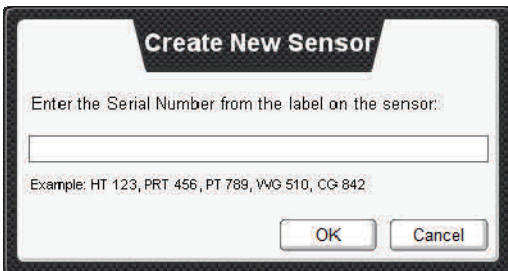 Create New Sensor
Enter the Serial Number from the label on the sensor:
Example: HT 123, PRT 456, PT 789, WG 510, CG 842
OK Cancel